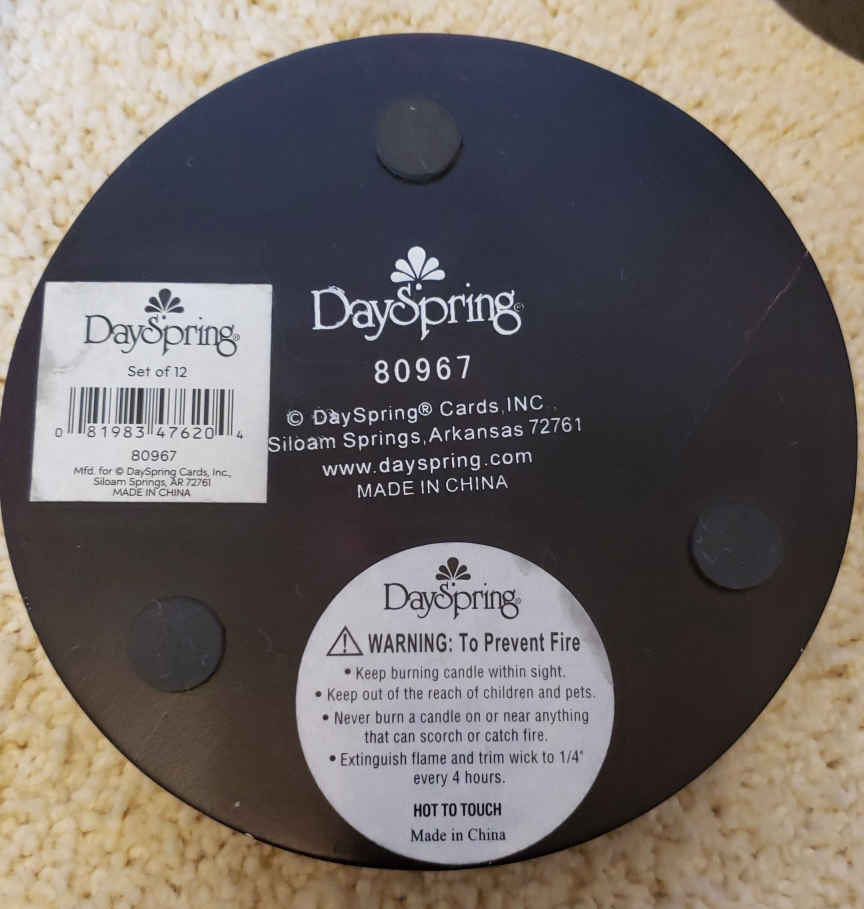 DaySpring®
Set of 12
0 81983 47620 4
80967
Mfd. for © DaySpring Cards, Inc.,
Siloam Springs, AR 72761
MADE IN CHINA
DaySpring®
80967
© DaySpring® Cards,INC.
Siloam Springs,Arkansas 72761
www.dayspring.com
MADE IN CHINA
DaySpring®
WARNING: To Prevent Fire
• Keep burning candle within sight.
• Keep out of the reach of children and pets.
• Never burn a candle on or near anything
that can scorch or catch fire.
• Extinguish flame and trim wick to 1/4"
every 4 hours.
HOT TO TOUCH
Made in China